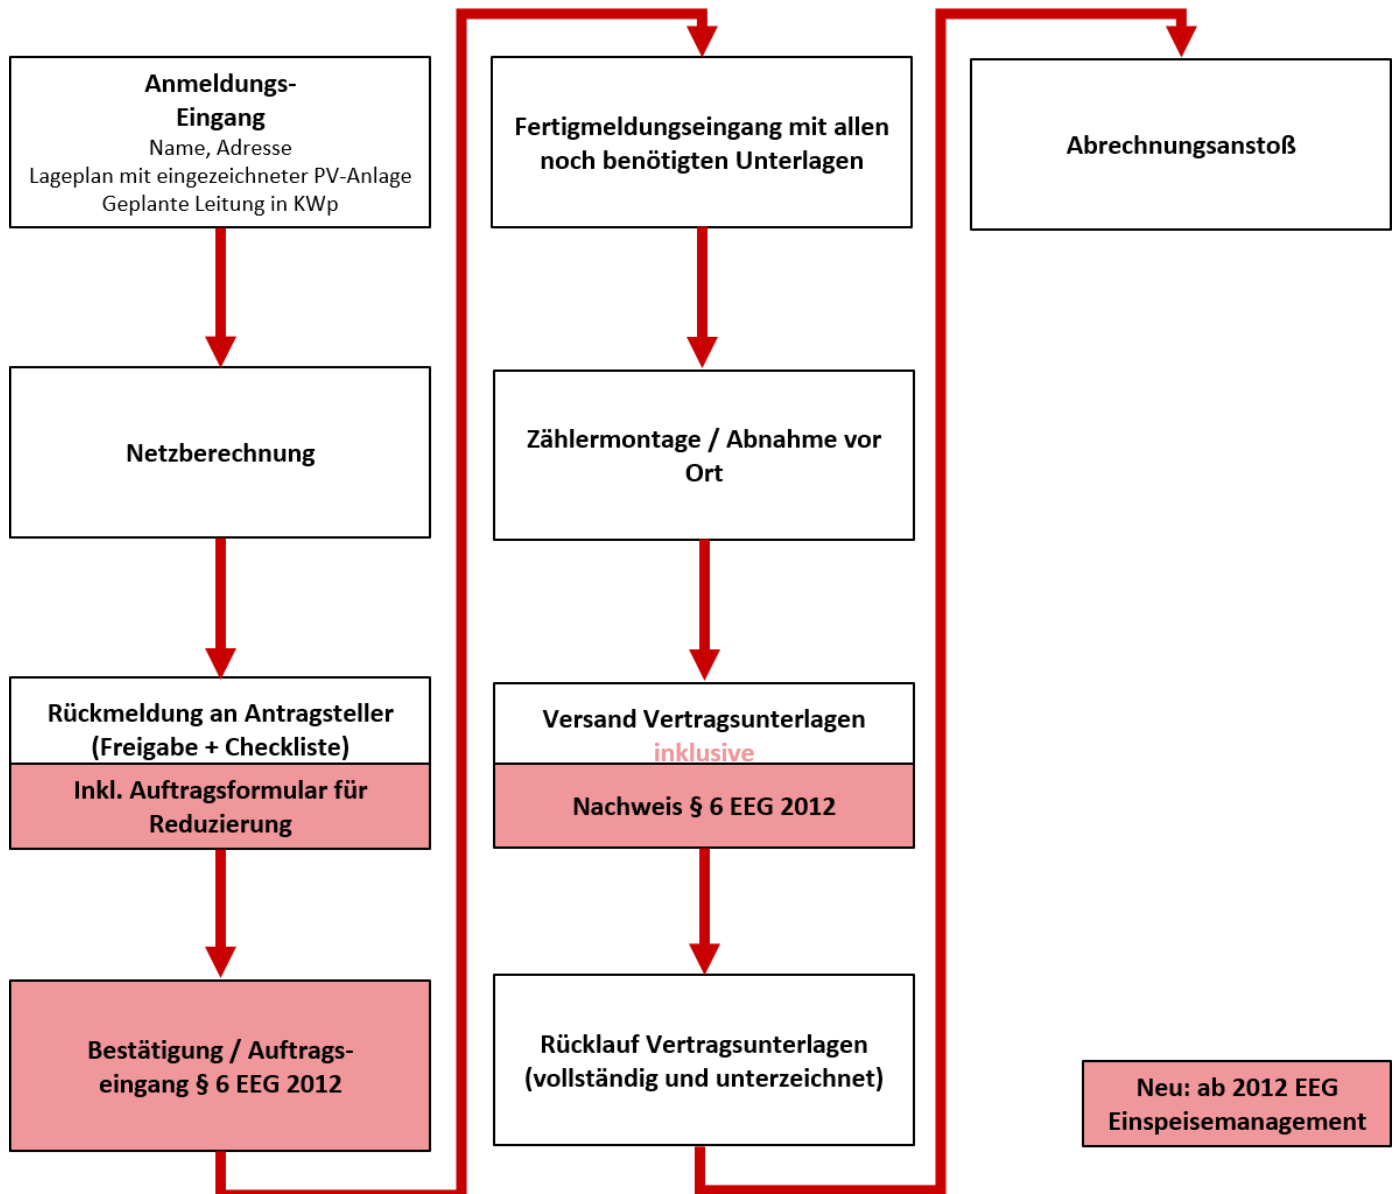 Anmeldungs-
Eingang
Name, Adresse
Lageplan mit eingezeichneter PV-Anlage
Geplante Leitung in KWp
Netzberechnung
Rückmeldung an Antragsteller
(Freigabe + Checkliste)
Inkl. Auftragsformular für
Reduzierung
Bestätigung / Auftrags-
eingang § 6 EEG 2012
Fertigmeldungseingang mit allen
noch benötigten Unterlagen
Zählermontage / Abnahme vor
Ort
Versand Vertragsunterlagen
inklusive
Nachweis § 6 EEG 2012
Rücklauf Vertragsunterlagen
(vollständig und unterzeichnet)
Abrechnungsanstoß
Neu: ab 2012 EEG
Einspeisemanagement